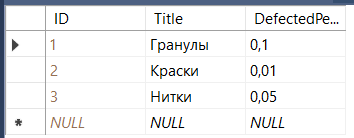 ID Title DefectedPe...
1 Гранулы 0,1
2 Краски 0,01
3 Нитки 0,05
NULL NULL NULL